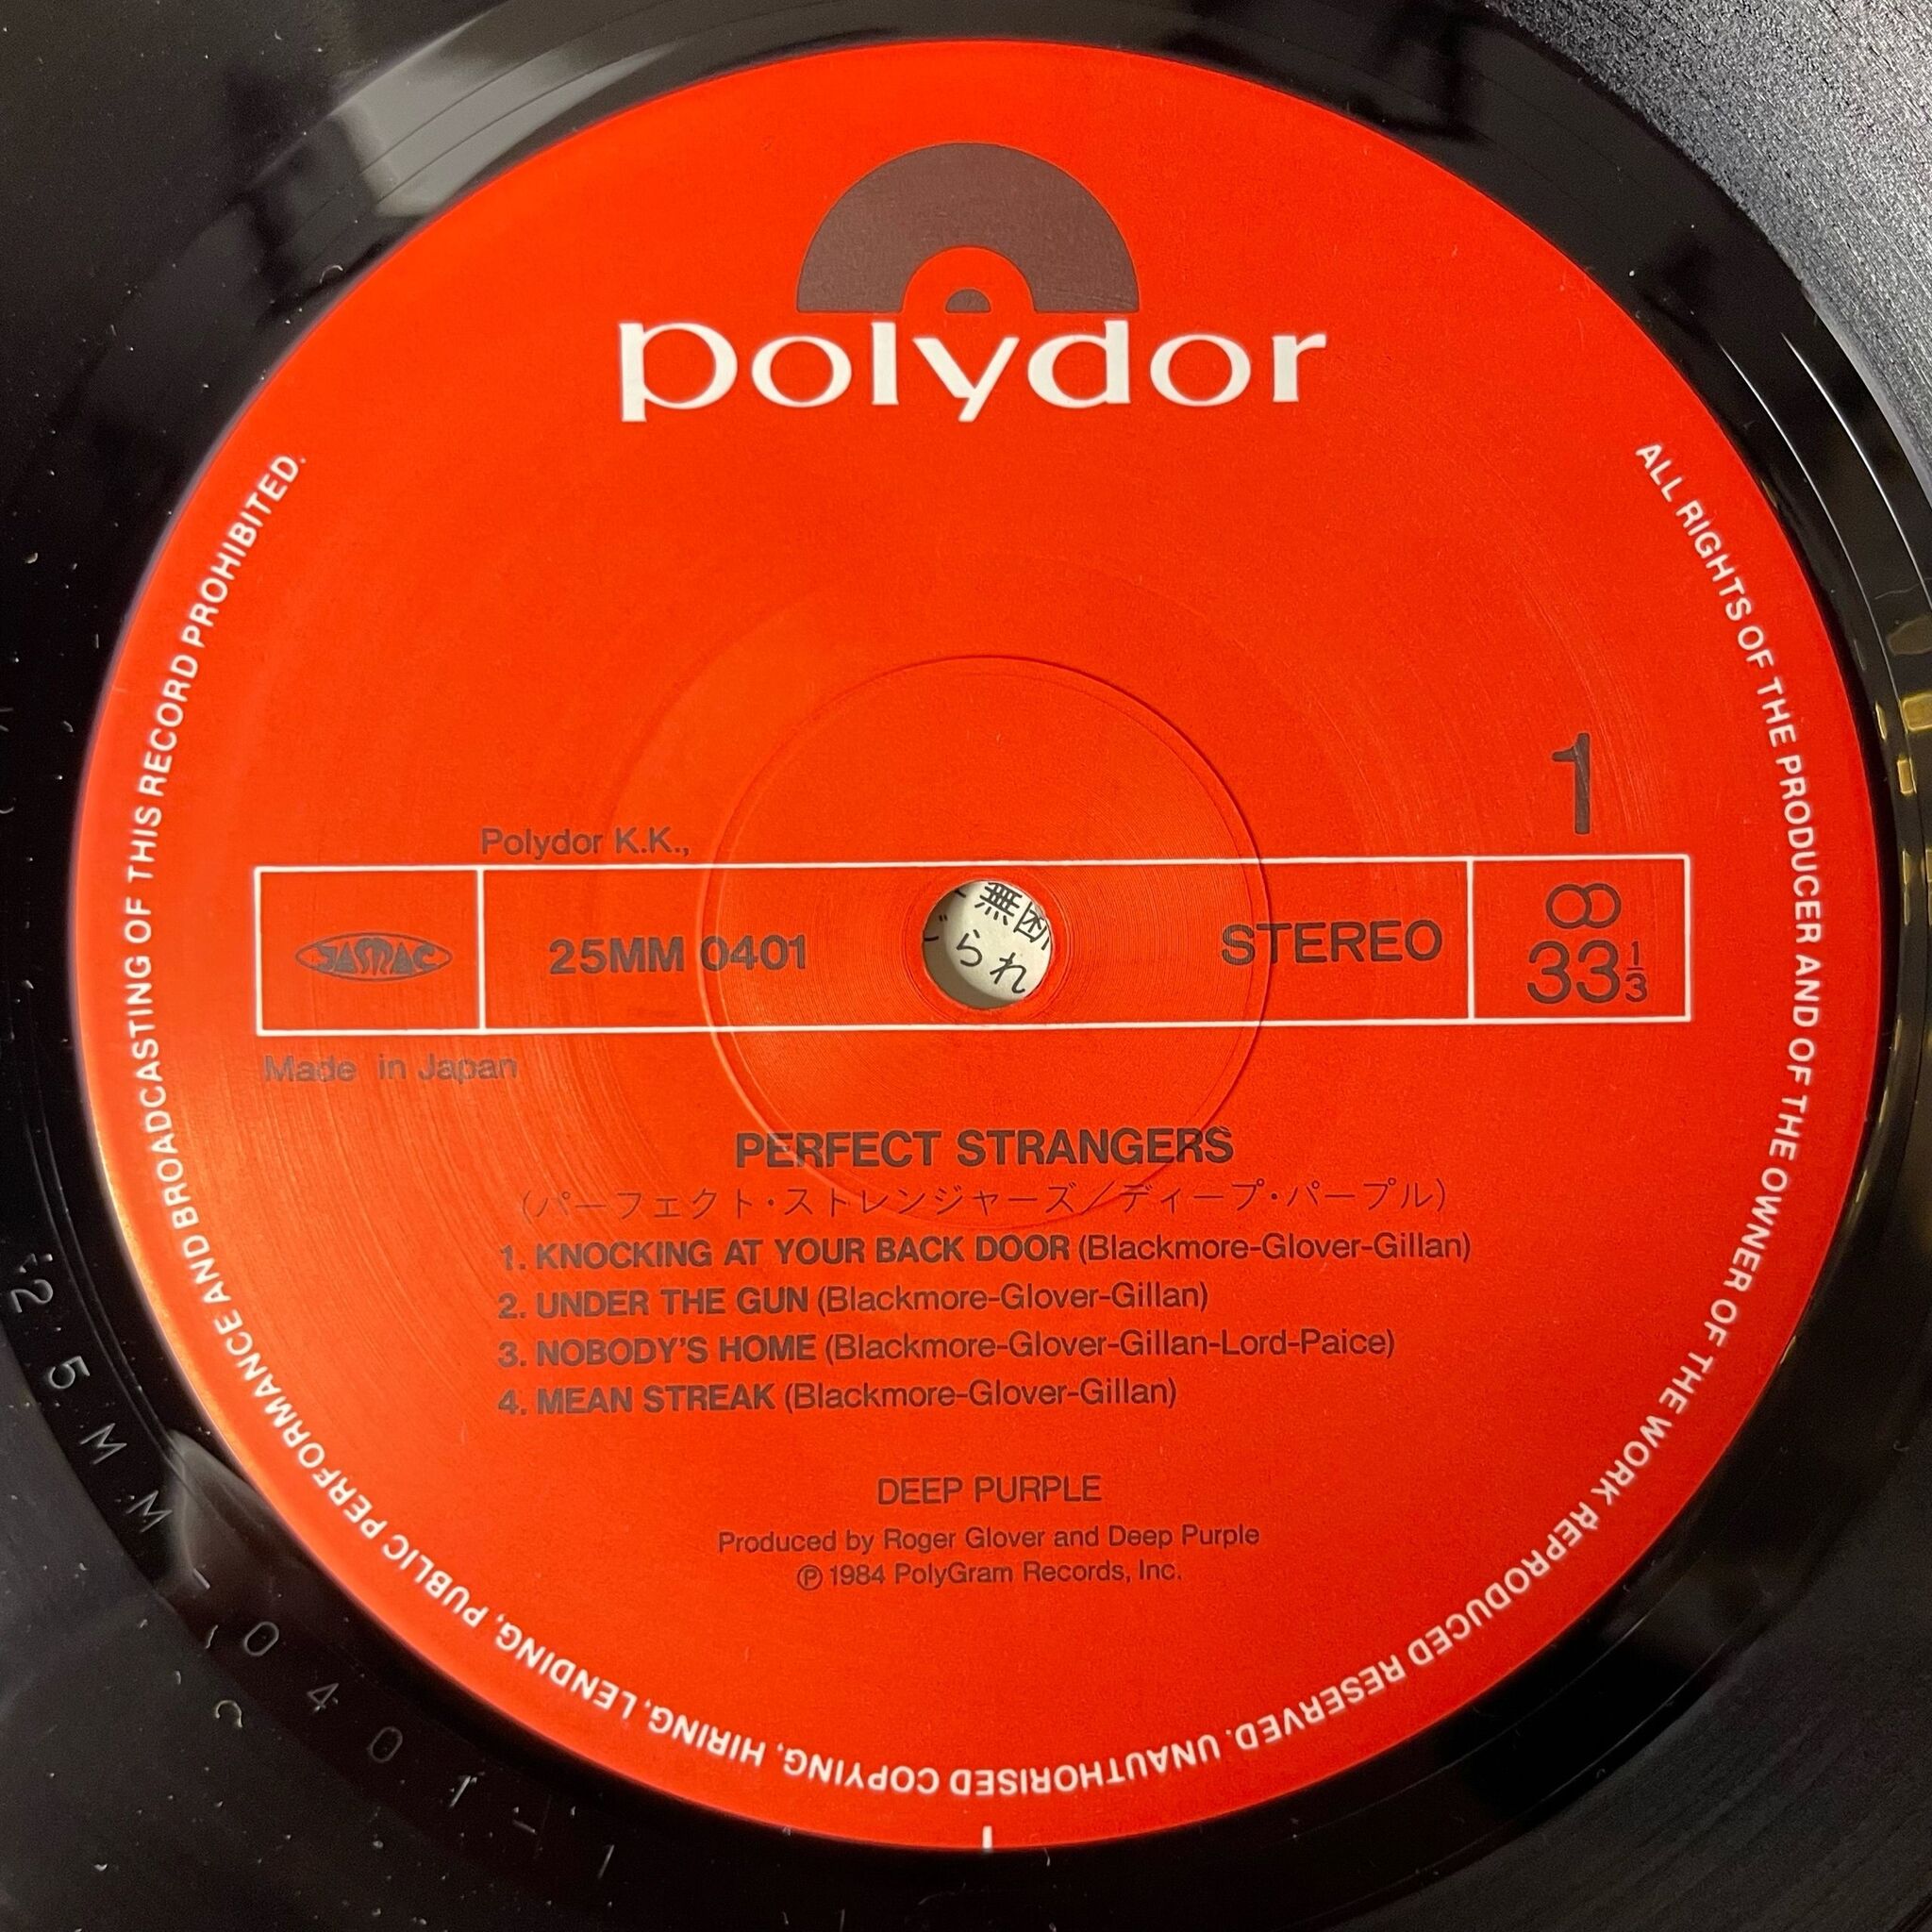 polydor
ALL RIGHTS OF THE PRODUCER AND OF THE OWNER OF THE WORK REPRODUCED RESERVED. UNAUTHORISED COPYING, HIRING, LENDING, PUBLIC PERFORMANCE AND BROADCASTING OF THIS RECORD PROHIBITED.
1
Polydor K.K.,
JASRAC
25MM 0401
無断
られ
STEREO
33 1/3
Made in Japan
PERFECT STRANGERS
(パーフェクト・ストレンジャーズ/ディープ・パープル)
1. KNOCKING AT YOUR BACK DOOR (Blackmore-Glover-Gillan)
2. UNDER THE GUN (Blackmore-Glover-Gillan)
3. NOBODY'S HOME (Blackmore-Glover-Gillan-Lord-Paice)
4. MEAN STREAK (Blackmore-Glover-Gillan)
DEEP PURPLE
Produced by Roger Glover and Deep Purple
Ⓟ 1984 PolyGram Records, Inc.
25MM-0401-1